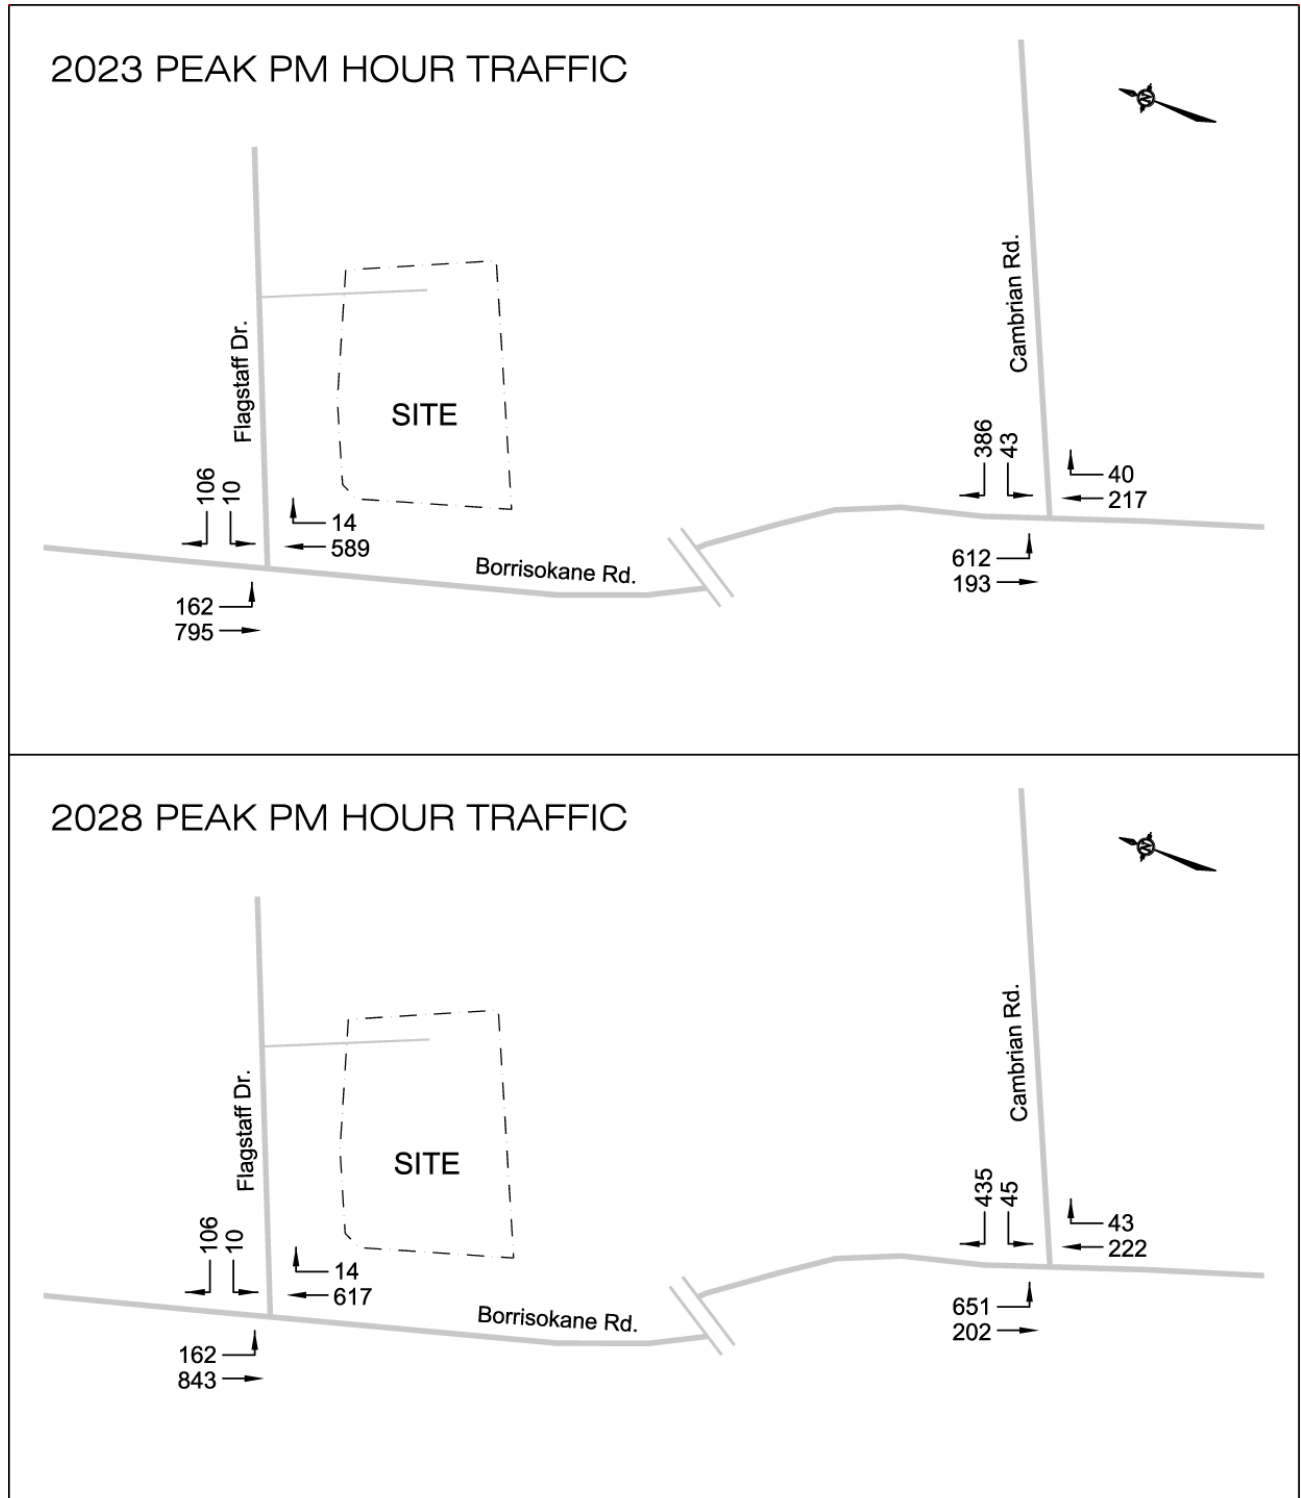 2023 PEAK PM HOUR TRAFFIC
N
Flagstaff Dr.
Cambrian Rd.
SITE
106
10
14
589
386
43
40
217
Borrisokane Rd.
162
795
612
193
2028 PEAK PM HOUR TRAFFIC
N
Flagstaff Dr.
Cambrian Rd.
SITE
106
10
14
617
435
45
43
222
Borrisokane Rd.
162
843
651
202